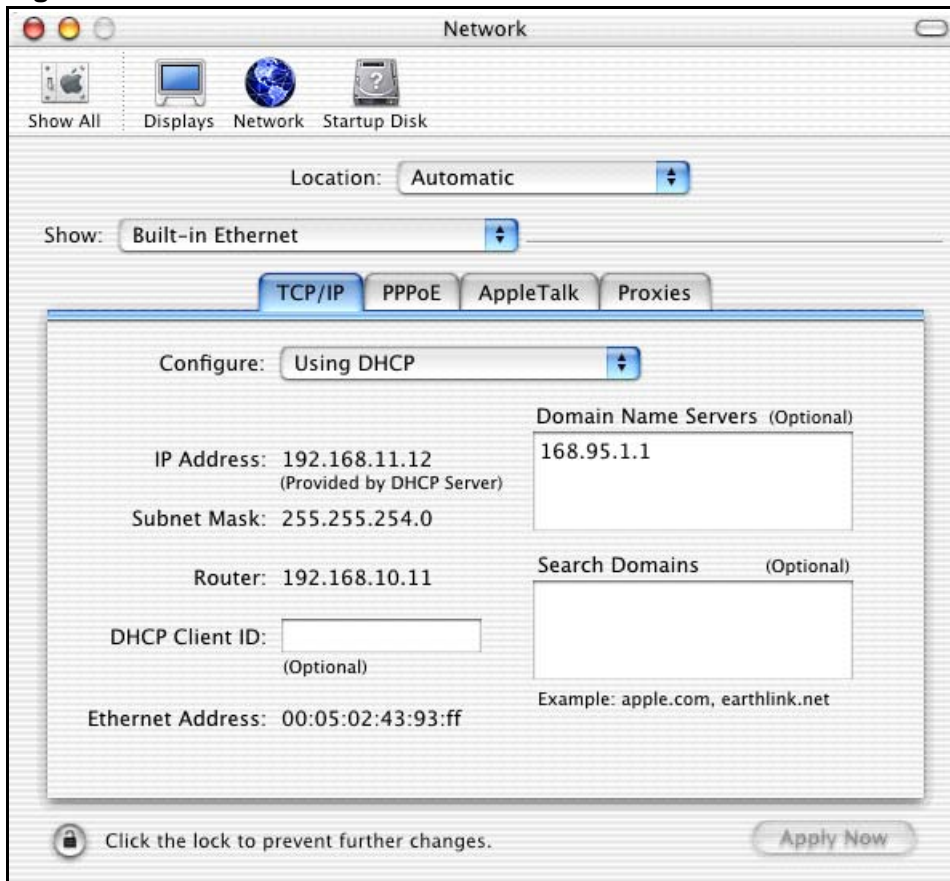 Network
Show All
Displays
Network
Startup Disk
Location: Automatic
Show: Built-in Ethernet
TCP/IP
PPPoE
AppleTalk
Proxies
Configure: Using DHCP
Domain Name Servers (Optional)
168.95.1.1
IP Address: 192.168.11.12
(Provided by DHCP Server)
Subnet Mask: 255.255.254.0
Router: 192.168.10.11
Search Domains (Optional)
DHCP Client ID:
(Optional)
Example: apple.com, earthlink.net
Ethernet Address: 00:05:02:43:93:ff
Click the lock to prevent further changes.
Apply Now